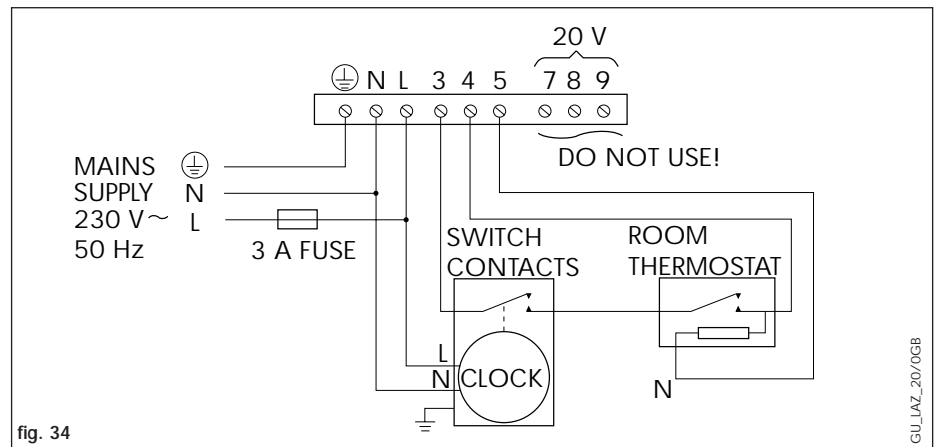 20 V
N L 3 4 5 7 8 9
DO NOT USE!
MAINS
SUPPLY N
230 V~ L
50 Hz
3 A FUSE
SWITCH
CONTACTS
ROOM
THERMOSTAT
L
N
CLOCK
N
fig. 34
GU_LAZ_20/0GB